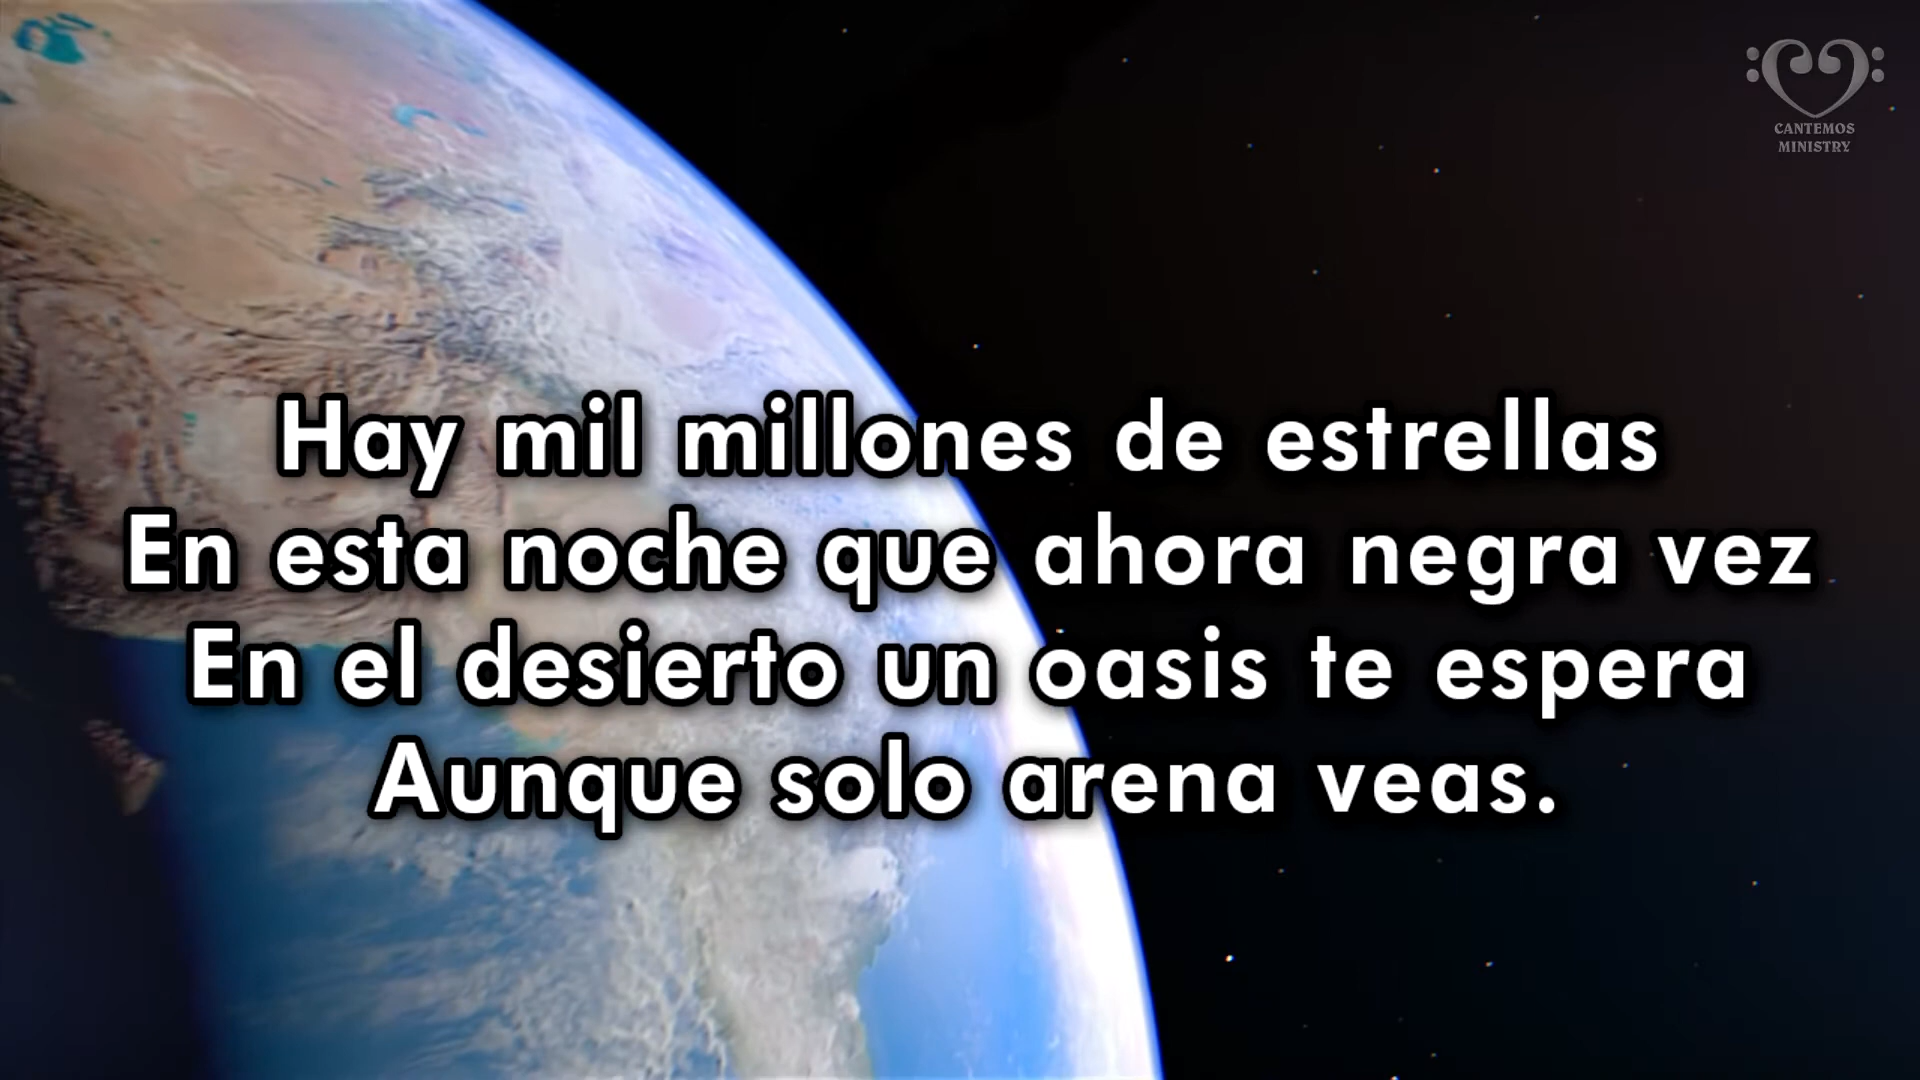 CANTEMOS
MINISTRY
Hay mil millones de estrellas
En esta noche que ahora negra vez
En el desierto un oasis te espera
Aunque solo arena veas.